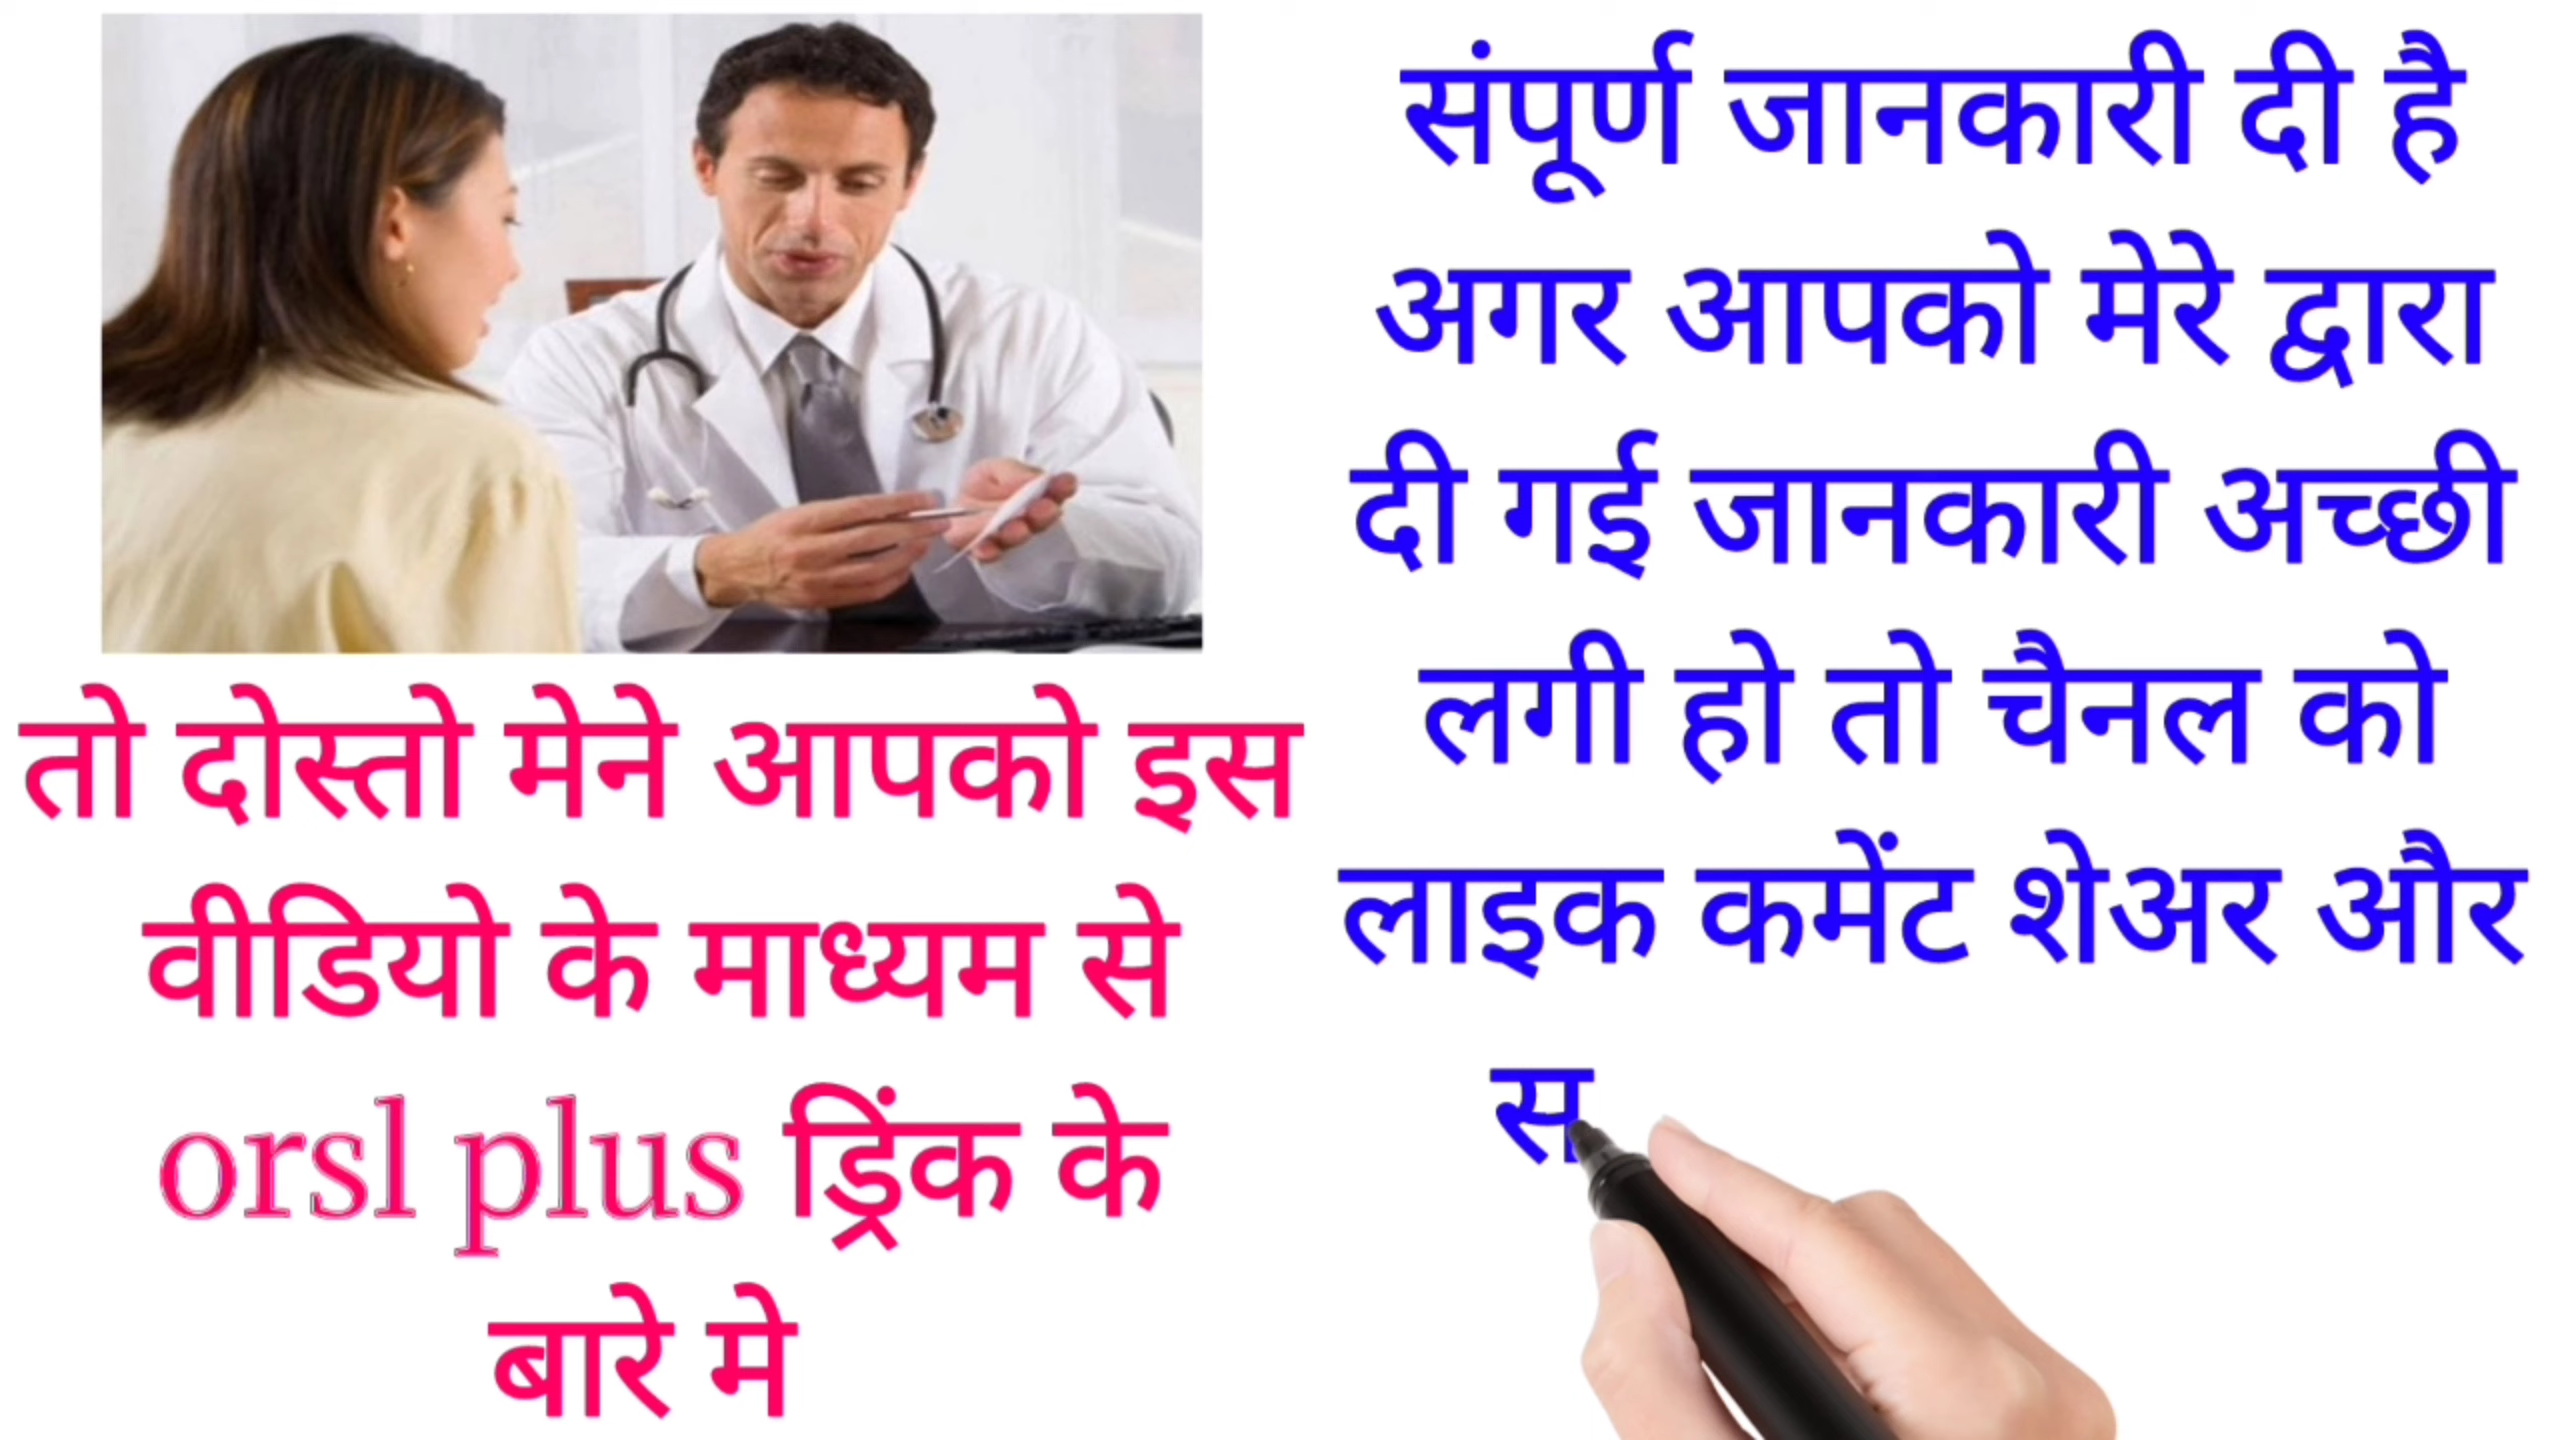 तो दोस्तो मेने आपको इस
वीडियो के माध्यम से
orsl plus ड्रिंक के
बारे मे
संपूर्ण जानकारी दी है
अगर आपको मेरे द्वारा
दी गई जानकारी अच्छी
लगी हो तो चैनल को
लाइक कमेंट शेअर और
स